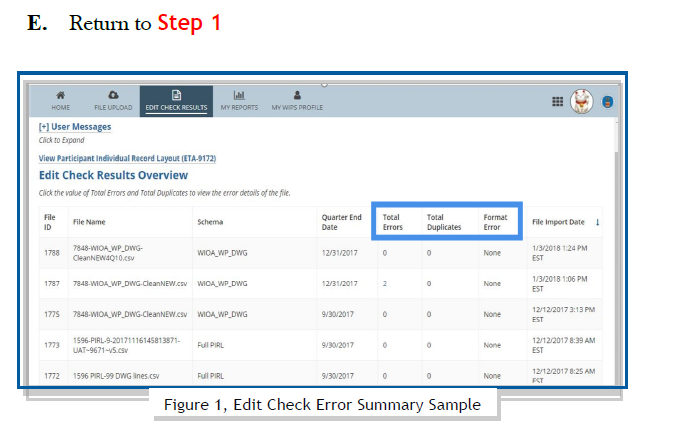 E. Return to Step 1
HOME FILE UPLOAD EDIT CHECK RESULTS MY REPORTS MY WIPS PROFILE
[+] User Messages
Click to Expand
View Participant Individual Record Layout (ETA-9172)
Edit Check Results Overview
Click the value of Total Errors and Total Duplicates to view the error details of the file.
File ID File Name Schema Quarter End Date Total Errors Total Duplicates Format Error File Import Date ↓
1788 7848-WIOA_WP_DWG-CleanNEW4Q10.csv WIOA_WP_DWG 12/31/2017 0 0 None 1/3/2018 1:24 PM EST
1787 7848-WIOA_WP_DWG-CleanNEW.csv WIOA_WP_DWG 12/31/2017 2 0 None 1/3/2018 1:06 PM EST
1775 7848-WIOA_WP_DWG-CleanNEW.csv WIOA_WP_DWG 9/30/2017 0 0 None 12/12/2017 3:13 PM EST
1773 1596-PIRL-9-20171116145813871-UAT~9671~v5.csv Full PIRL 9/30/2017 0 0 None 12/12/2017 8:39 AM EST
1772 1596 PIRL-99 DWG lines.csv Full PIRL 9/30/2017 0 0 None 12/12/2017 8:25 AM EST
Figure 1, Edit Check Error Summary Sample